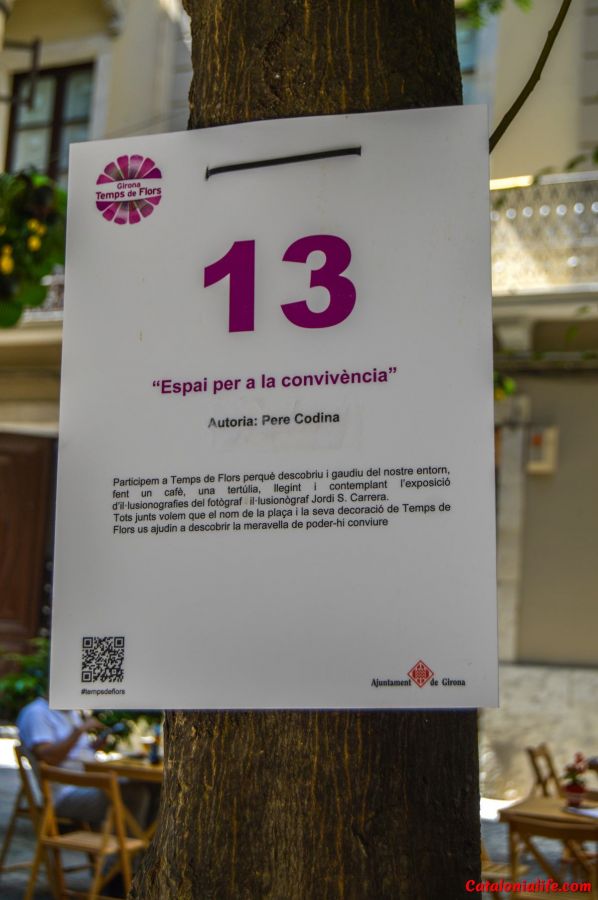 Girona
Temps de Flors
13
“Espai per a la convivència”
Autoria: Pere Codina
Participem a Temps de Flors perquè descobriu i gaudiu del nostre entorn,
fent un cafè, una tertúlia, llegint i contemplant l'exposició
d'il·lusionografies del fotògraf il·lusionògraf Jordi S. Carrera.
Tots junts volem que el nom de la plaça i la seva decoració de Temps de
Flors us ajudin a descobrir la meravella de poder-hi conviure
#tempsdeflors
Ajuntament de Girona
Catalonialife.com